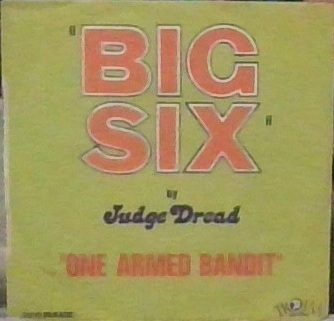 "BIG
SIX"
by
Judge Dread
"ONE ARMED BANDIT"